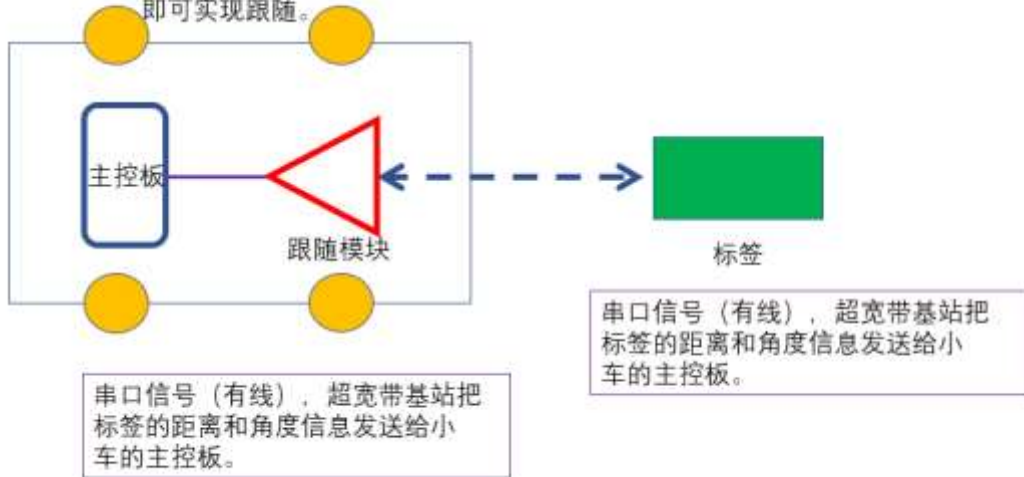 即可实现跟随。
主控板
跟随模块
标签
串口信号（有线），超宽带基站把
标签的距离和角度信息发送给小
车的主控板。
串口信号（有线），超宽带基站把
标签的距离和角度信息发送给小
车的主控板。